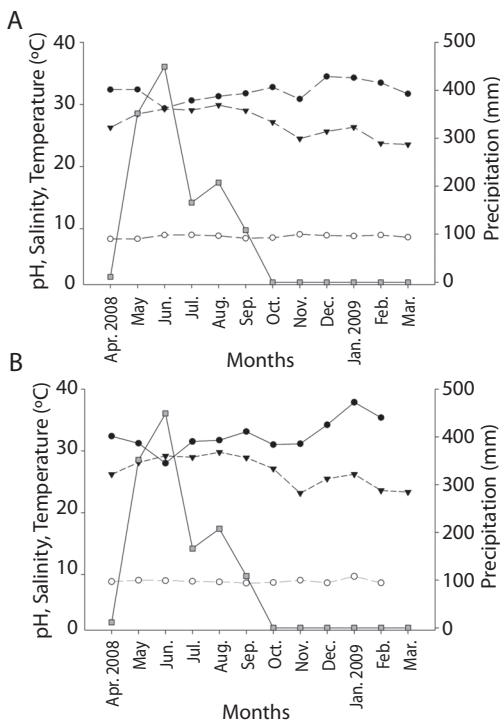 A
pH, Salinity, Temperature (ºC)
40
30
20
10
0
500
400
300
200
100
0
Precipitation (mm)
Apr. 2008
May
Jun.
Jul.
Aug.
Sep.
Oct.
Nov.
Dec.
Jan. 2009
Feb.
Mar.
Months
B
pH, Salinity, Temperature (ºC)
40
30
20
10
0
500
400
300
200
100
0
Precipitation (mm)
Apr. 2008
May
Jun.
Jul.
Aug.
Sep.
Oct.
Nov.
Dec.
Jan. 2009
Feb.
Mar.
Months